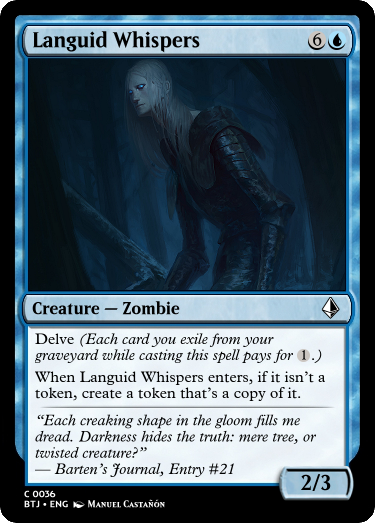 Languid Whispers 6
Creature — Zombie
Delve (Each card you exile from your
graveyard while casting this spell pays for 1.)
When Languid Whispers enters, if it isn't a
token, create a token that's a copy of it.
“Each creaking shape in the gloom fills me
dread. Darkness hides the truth: mere tree, or
twisted creature?”
— Barten's Journal, Entry #21
2/3
C 0036
BTJ • ENG Manuel Castañón